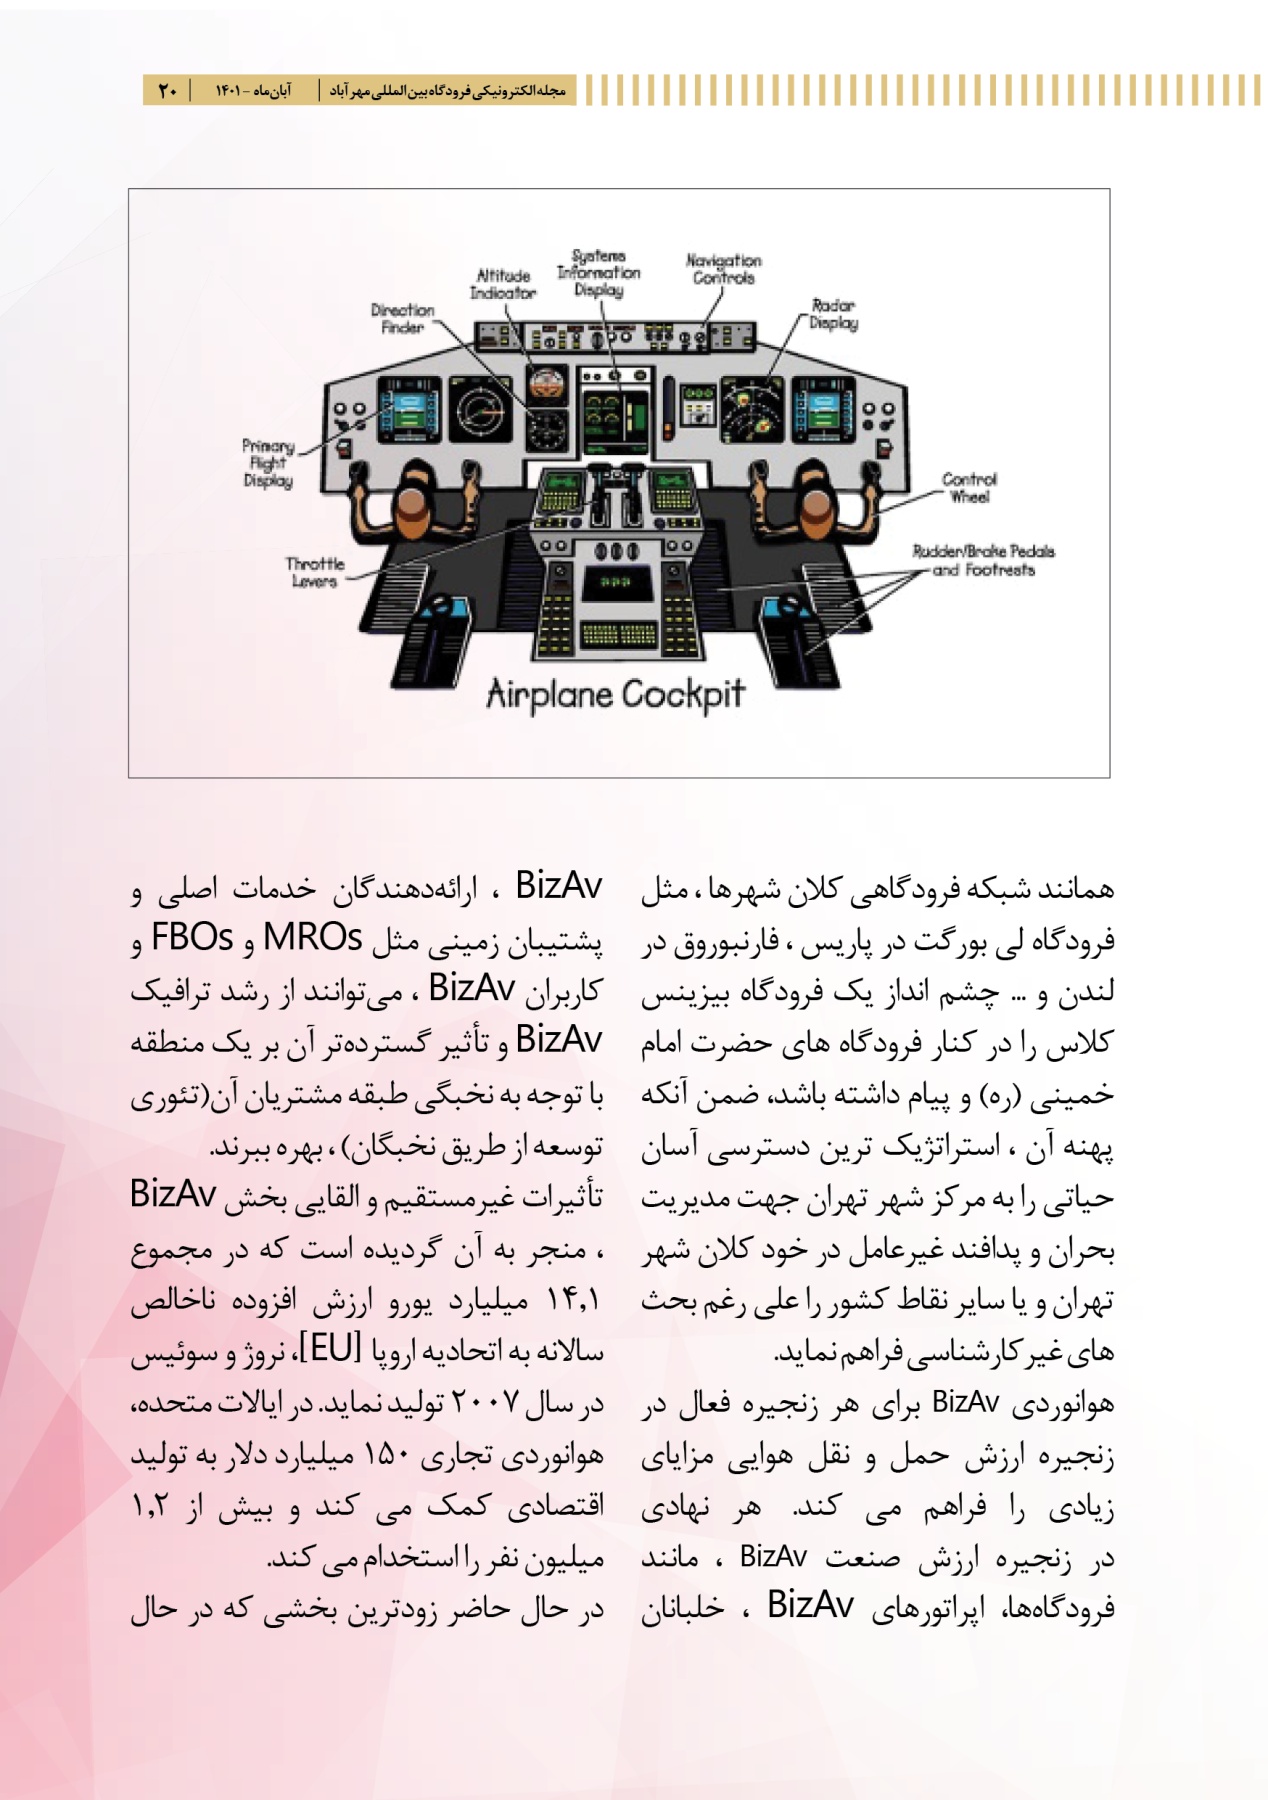 مجله الکترونیکی فرودگاه بین المللی مهرآباد | آبان‌ماه - ۱۴۰۱ | ۲۰
Systems
Information
Display
Navigation
Controls
Altitude
Indicator
Direction
Finder
Radar
Display
Primary
Flight
Display
Control
Wheel
Throttle
Levers
Rudder/Brake Pedals
and Footrests
Airplane Cockpit
همانند شبکه فرودگاهی کلان شهرها ، مثل
فرودگاه لی بورگت در پاریس ، فارنبوروق در
لندن و ... چشم انداز یک فرودگاه بیزینس
کلاس را در کنار فرودگاه های حضرت امام
خمینی (ره) و پیام داشته باشد، ضمن آنکه
پهنه آن ، استراتژیک ترین دسترسی آسان
حیاتی را به مرکز شهر تهران جهت مدیریت
بحران و پدافند غیرعامل در خود کلان شهر
تهران و یا سایر نقاط کشور را علی رغم بحث
های غیر کارشناسی فراهم نماید.
هوانوردی BizAv برای هر زنجیره فعال در
زنجیره ارزش حمل و نقل هوایی مزایای
زیادی را فراهم می کند. هر نهادی
در زنجیره ارزش صنعت BizAv ، مانند
فرودگاه‌ها، اپراتورهای BizAv ، خلبانان
BizAv ، ارائه‌دهندگان خدمات اصلی و
پشتیبان زمینی مثل MROs و FBOs و
کاربران BizAv ، می‌توانند از رشد ترافیک
BizAv و تأثیر گسترده‌تر آن بر یک منطقه
با توجه به نخبگی طبقه مشتریان آن(تئوری
توسعه از طریق نخبگان) ، بهره ببرند.
تأثیرات غیرمستقیم و القایی بخش BizAv
، منجر به آن گردیده است که در مجموع
۱۴٫۱ میلیارد یورو ارزش افزوده ناخالص
سالانه به اتحادیه اروپا [EU]، نروژ و سوئیس
در سال ۲۰۰۷ تولید نماید. در ایالات متحده،
هوانوردی تجاری ۱۵۰ میلیارد دلار به تولید
اقتصادی کمک می کند و بیش از ۱٫۲
میلیون نفر را استخدام می کند.
در حال حاضر زودترین بخشی که در حال